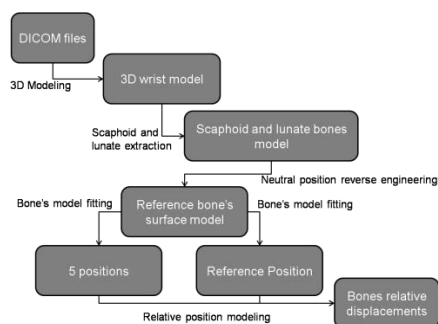 DICOM files
3D Modeling
3D wrist model
Scaphoid and
lunate extraction
Scaphoid and lunate bones
model
Neutral position reverse engineering
Bone's model fitting
Reference bone's
surface model
Bone's model fitting
5 positions
Reference Position
Bones relative
displacements
Relative position modeling